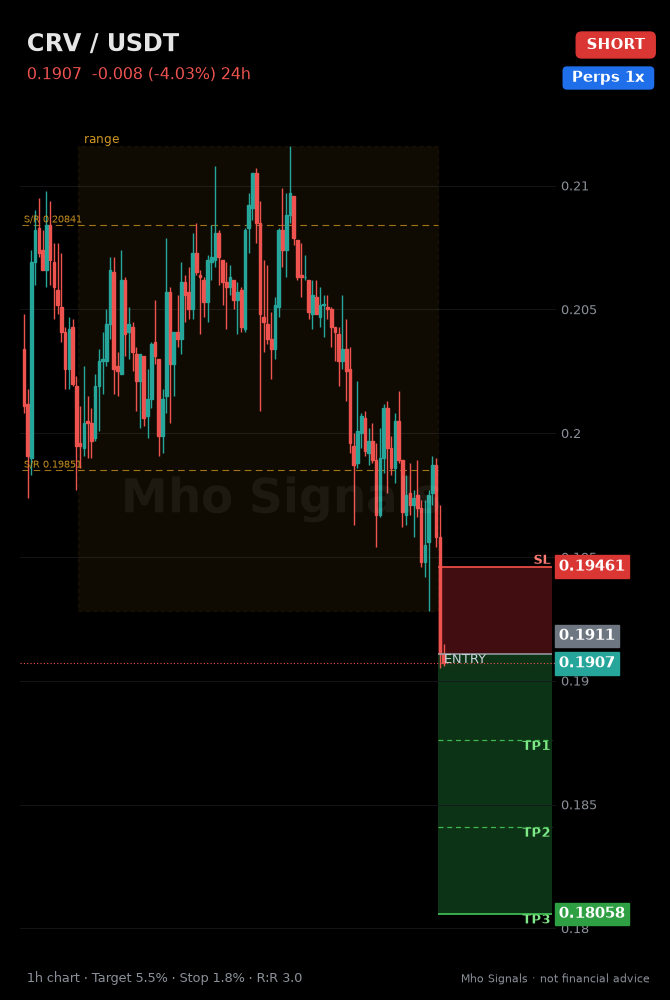 CRV / USDT
SHORT
0.1907  -0.008 (-4.03%) 24h
Perps 1x
range
0.21
S/R 0.20841
0.205
0.2
S/R 0.19851
Mho Signals
0.195
SL
0.19461
0.1911
ENTRY
0.1907
0.19
TP1
0.185
TP2
TP3
0.18058
0.18
1h chart · Target 5.5% · Stop 1.8% · R:R 3.0
Mho Signals · not financial advice